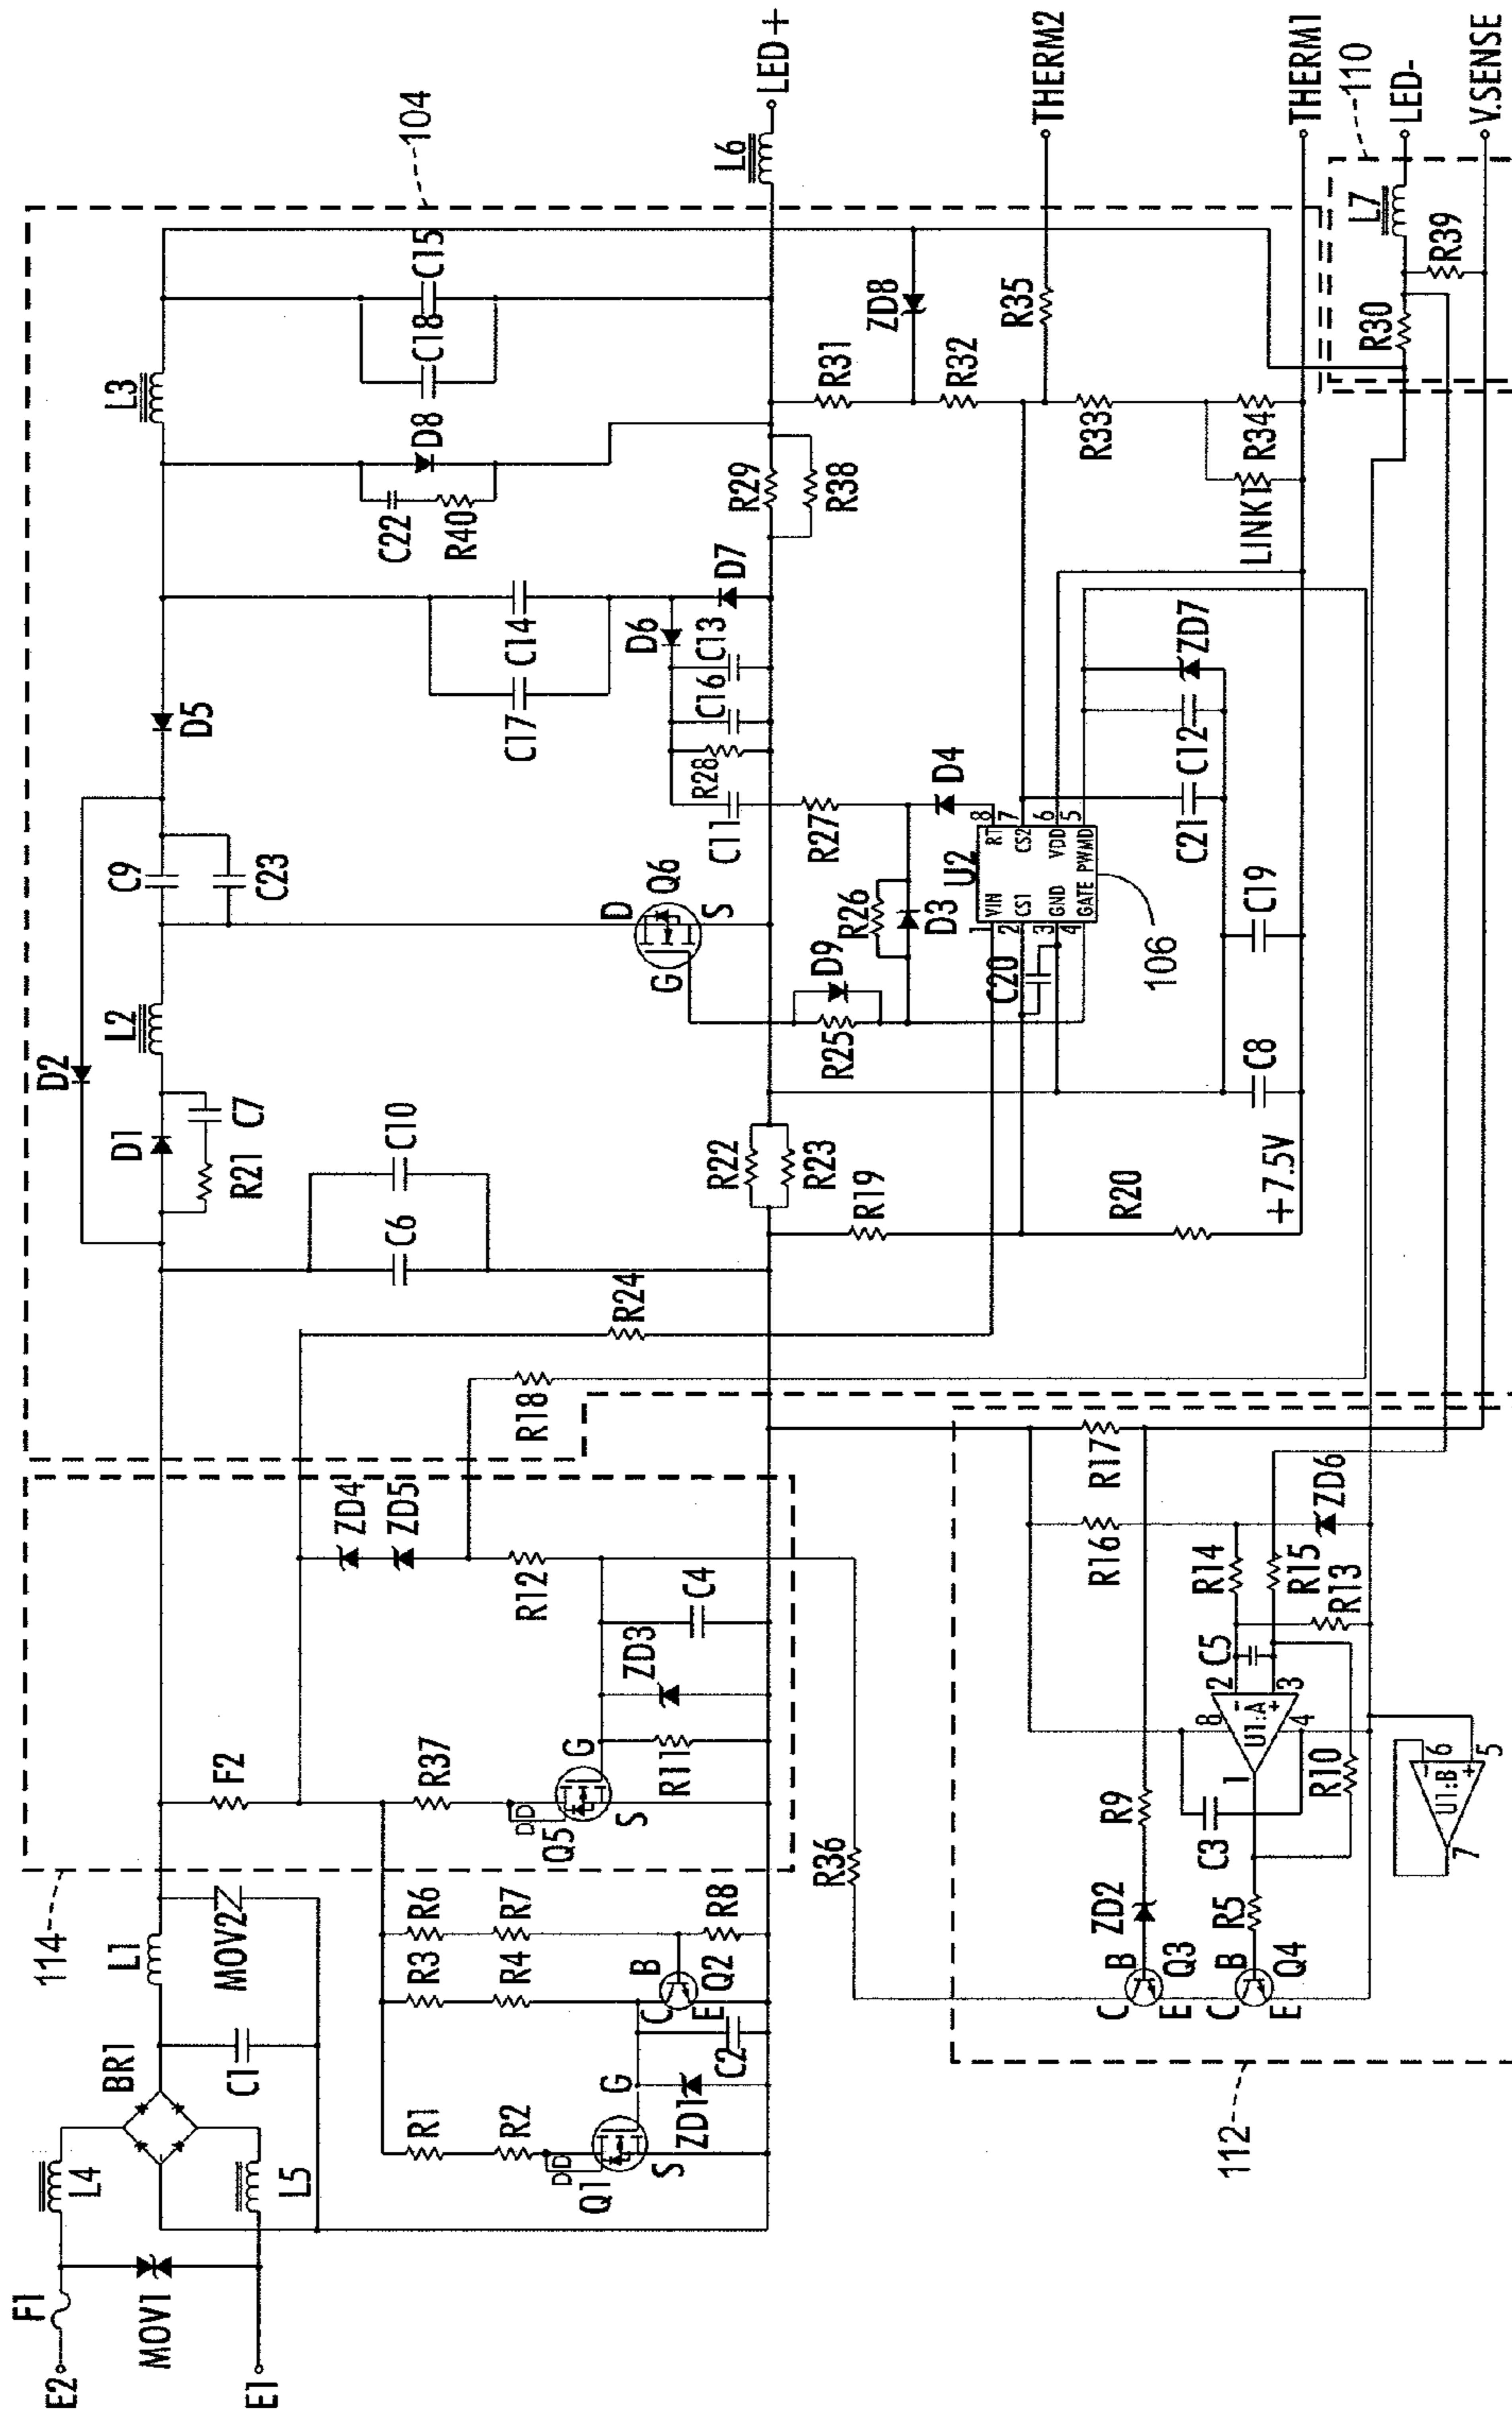 E2
F1
MOV1
E1
L4
L5
BR1
C1
L1
MOV2
114
F2
R1
R2
R3
R4
R6
R7
R8
DD
Q1
G
S
ZD1
C2
C
B
E
Q2
R37
DD
Q5
G
S
R11
ZD3
C4
R12
ZD4
ZD5
R18
R24
R36
104
D2
D1
R21
C7
L2
C9
C23
D5
C6
C10
D
Q6
G
S
C17
C14
D6
D7
C13
C16
R28
C11
R27
D4
R26
D3
D9
R25
R22
R23
R19
R20
+7.5V
C8
C19
C20
C21
C12
ZD7
U2
1 VIN
2 CS1
3 GND
4 GATE
RT 8
CS2 7
VDD 6
PWMD 5
106
L3
C22
R40
D8
C18
C15
R29
R38
L6
LED+
R31
ZD8
R32
R35
THERM2
R33
R34
LINK1
THERM1
110
L7
LED-
R30
R39
V.SENSE
112
C
B
E
Q3
ZD2
R9
C
B
E
Q4
R5
R17
R16
R14
R15
ZD6
R13
C5
C3
R10
U1:A
1
2
3
4
8
-
+
U1:B
7
6
5
-
+